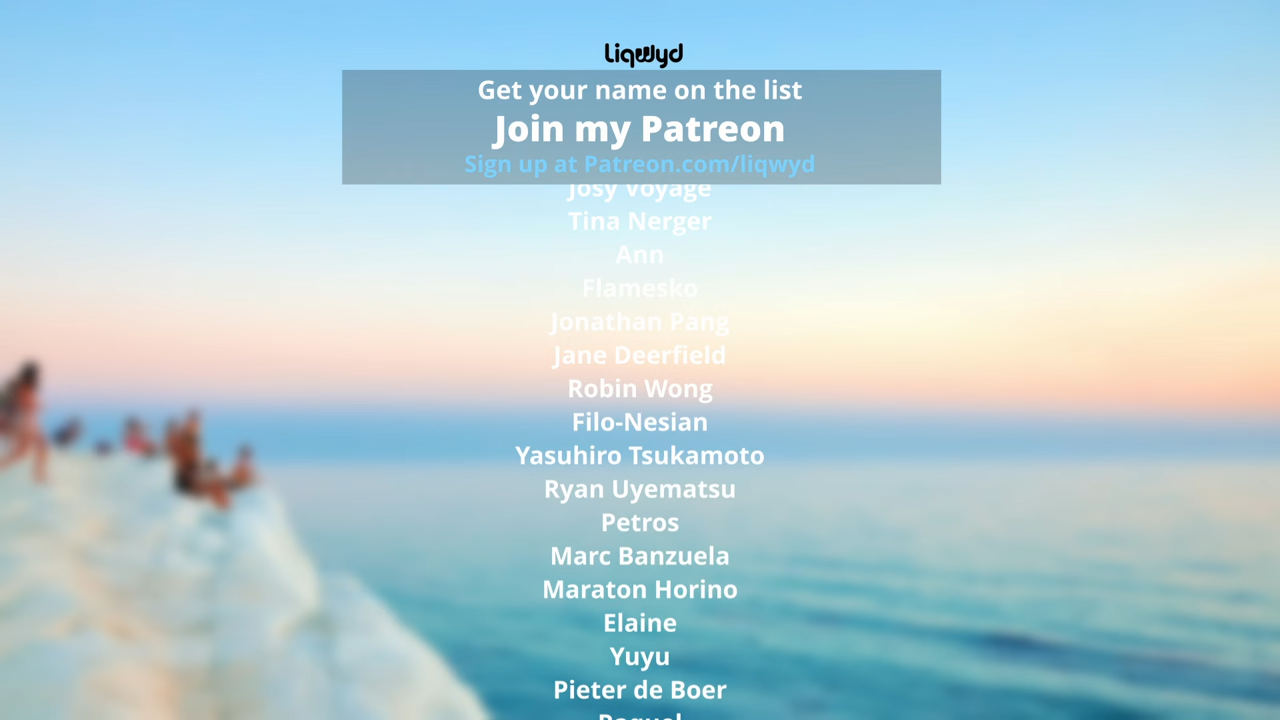 Liqwyd
Get your name on the list
Join my Patreon
Sign up at Patreon.com/liqwyd
Josy Voyage
Tina Nerger
Ann
Flamesko
Jonathan Pang
Jane Deerfield
Robin Wong
Filo-Nesian
Yasuhiro Tsukamoto
Ryan Uyematsu
Petros
Marc Banzuela
Maraton Horino
Elaine
Yuyu
Pieter de Boer